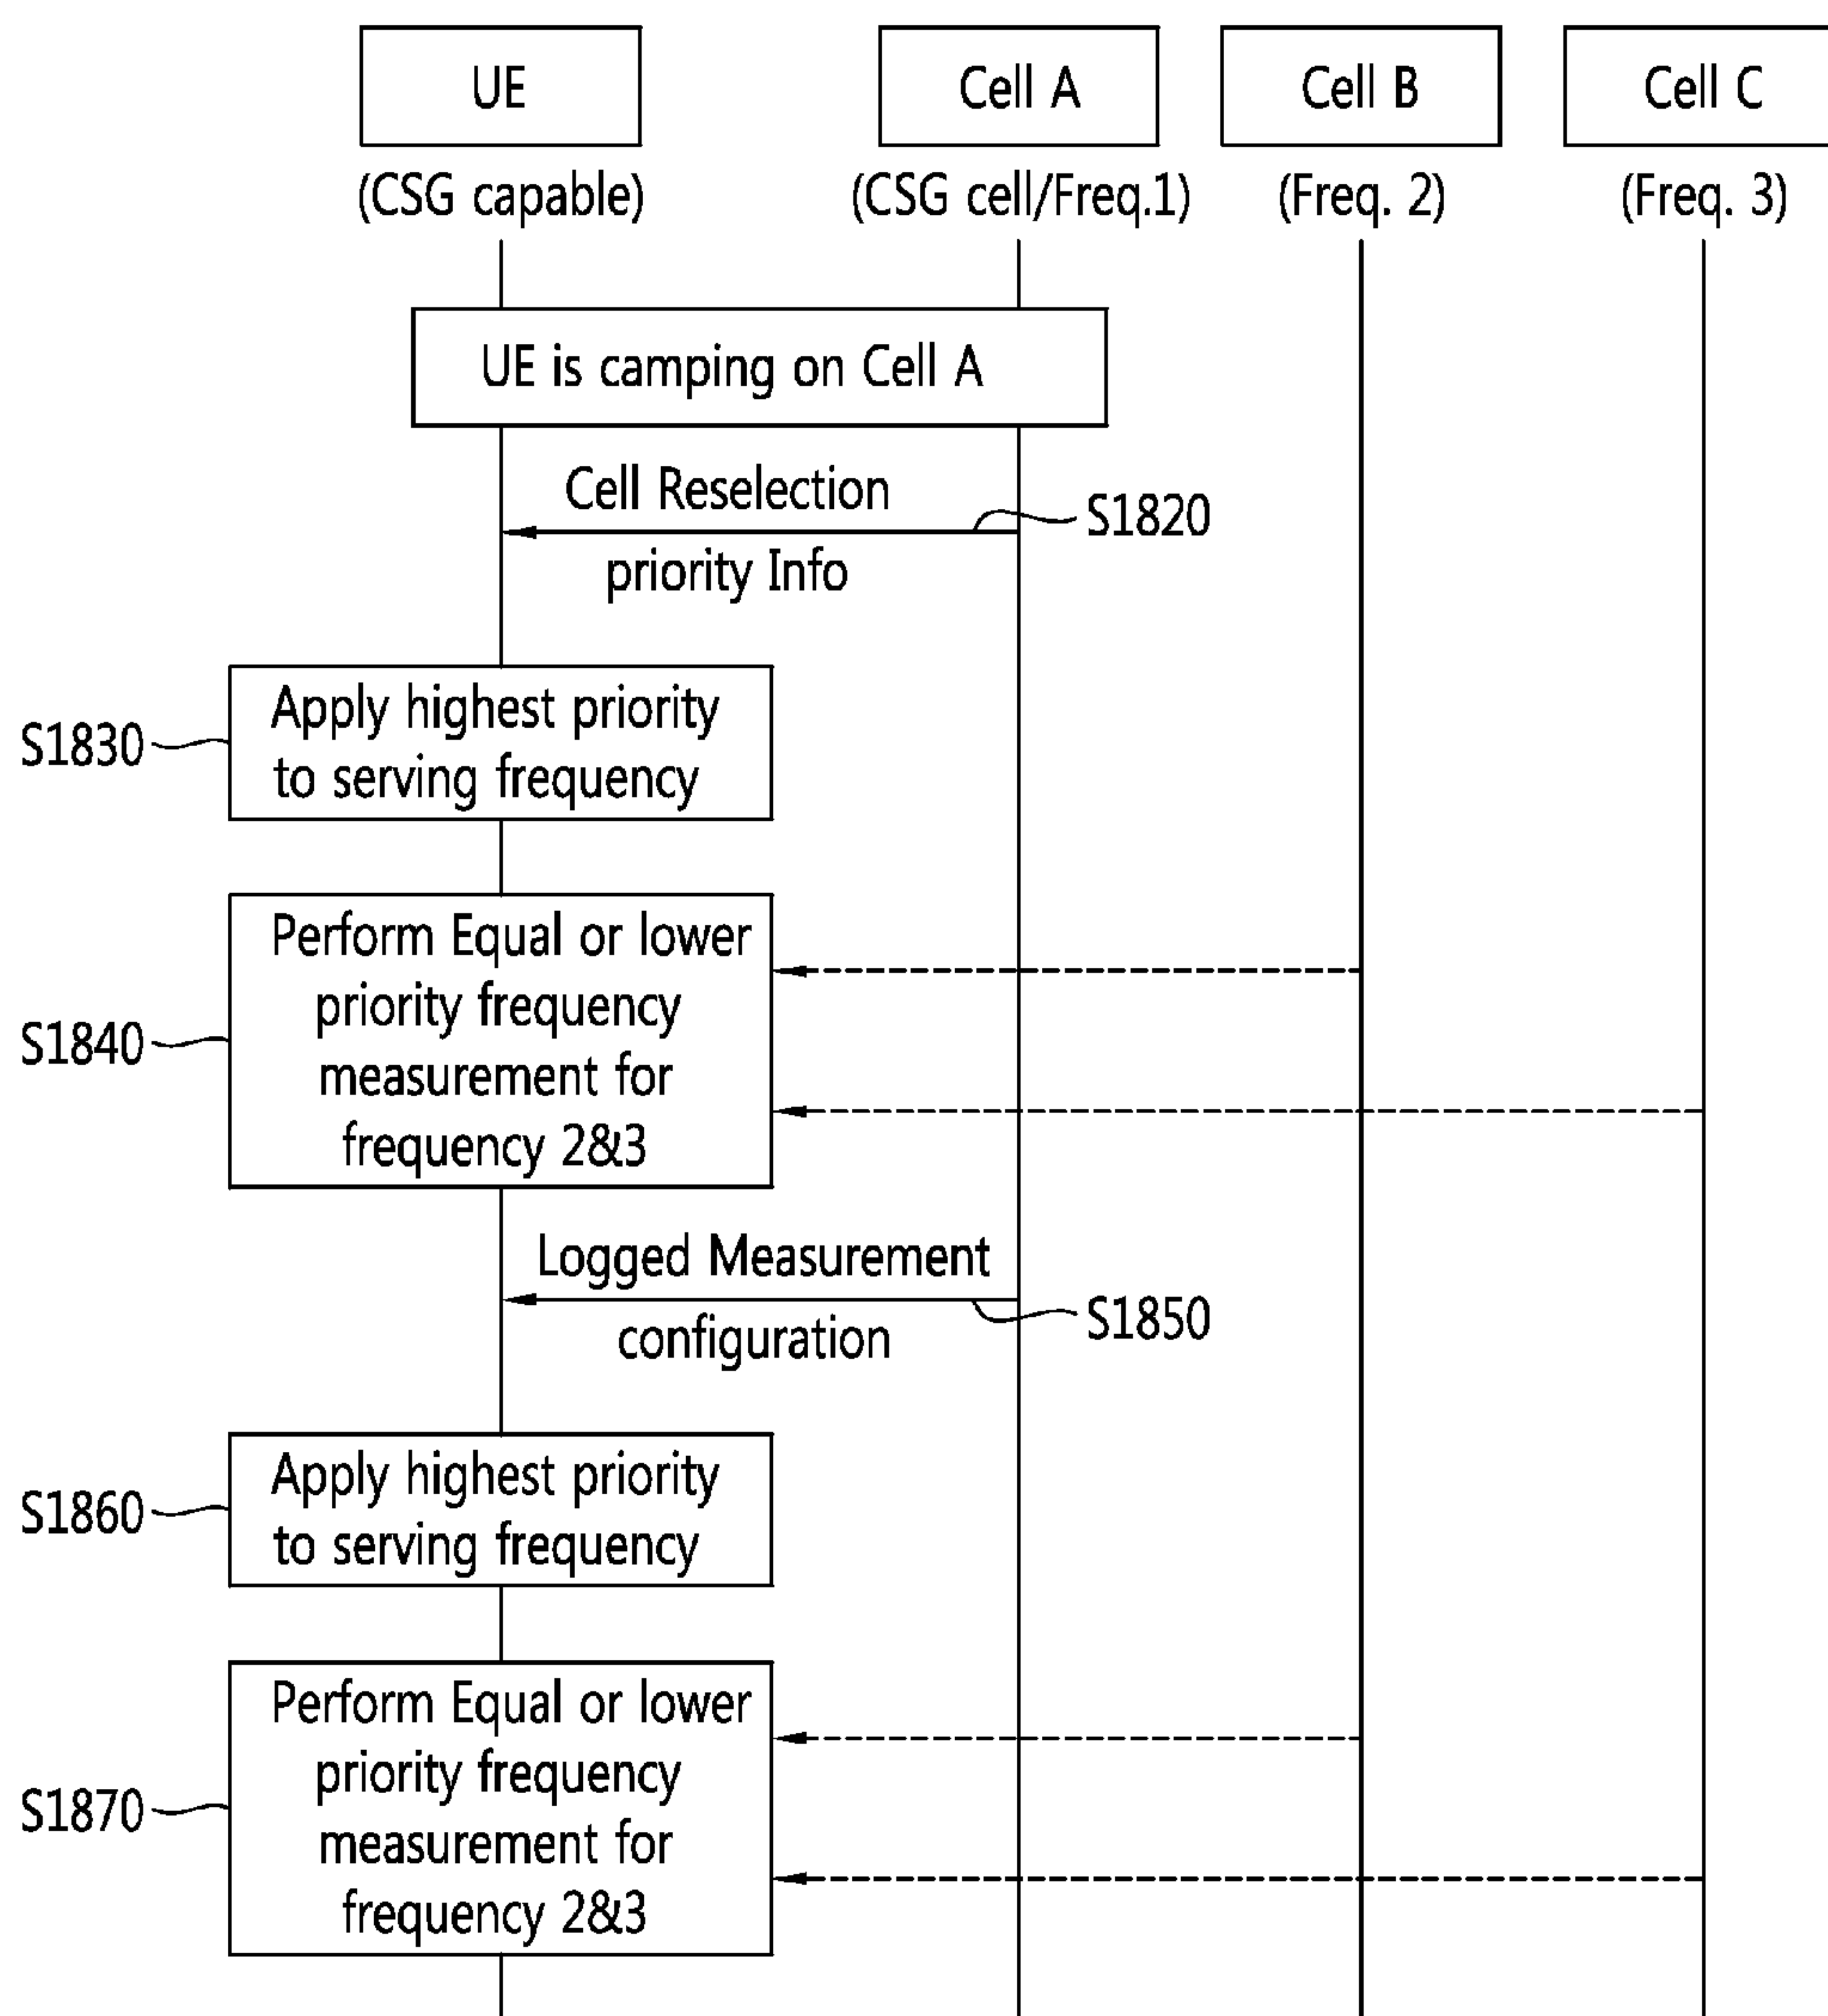 UE
Cell A
Cell B
Cell C
(CSG capable)
(CSG cell/Freq.1)
(Freq. 2)
(Freq. 3)
UE is camping on Cell A
Cell Reselection
priority Info
S1820
S1830
Apply highest priority
to serving frequency
S1840
Perform Equal or lower
priority frequency
measurement for
frequency 2&3
Logged Measurement
configuration
S1850
S1860
Apply highest priority
to serving frequency
S1870
Perform Equal or lower
priority frequency
measurement for
frequency 2&3